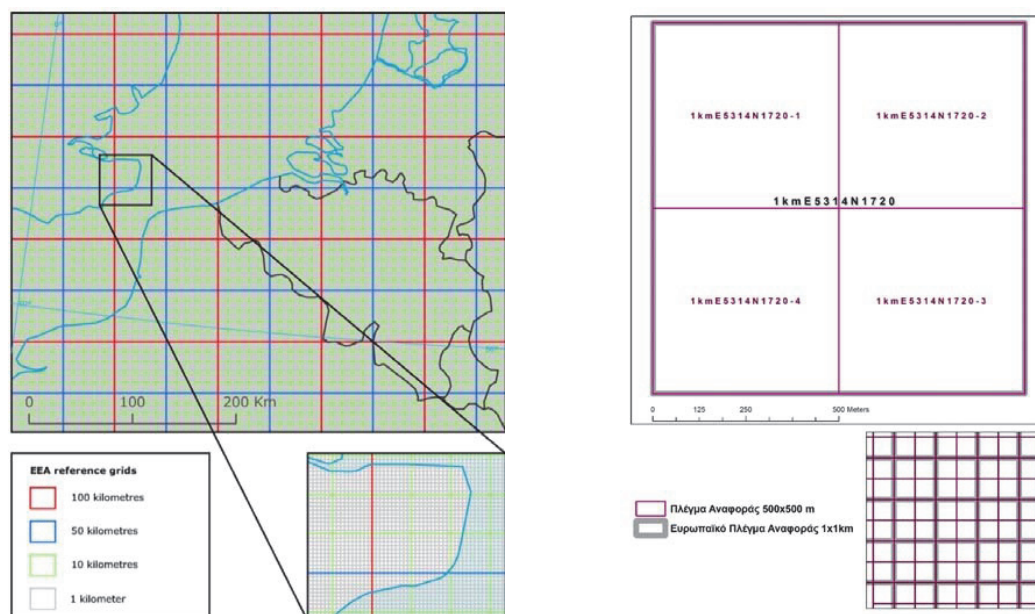 0 100 200 Km
EEA reference grids
100 kilometres
50 kilometres
10 kilometres
1 kilometer
1kmE5314N1720-1 1kmE5314N1720-2
1kmE5314N1720
1kmE5314N1720-4 1kmE5314N1720-3
0 125 250 500 Meters
Πλέγμα Αναφοράς 500x500 m
Ευρωπαϊκό Πλέγμα Αναφοράς 1x1km